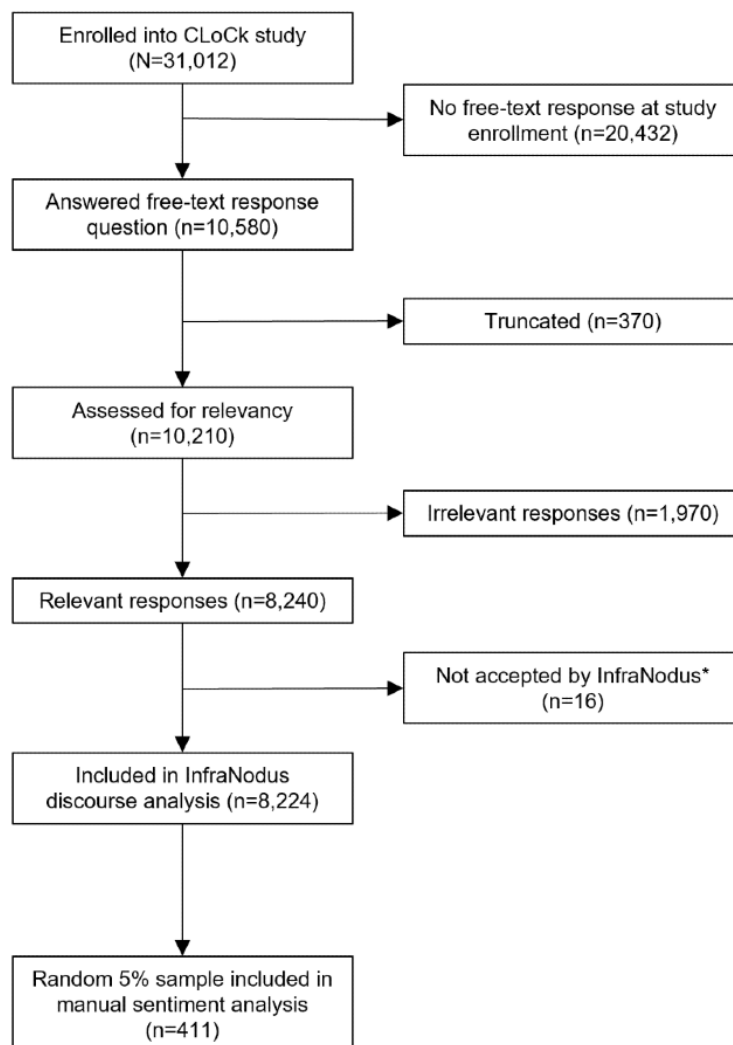 Enrolled into CLoCk study
(N=31,012)
No free-text response at study
enrollment (n=20,432)
Answered free-text response
question (n=10,580)
Truncated (n=370)
Assessed for relevancy
(n=10,210)
Irrelevant responses (n=1,970)
Relevant responses (n=8,240)
Not accepted by InfraNodus*
(n=16)
Included in InfraNodus
discourse analysis (n=8,224)
Random 5% sample included in
manual sentiment analysis
(n=411)